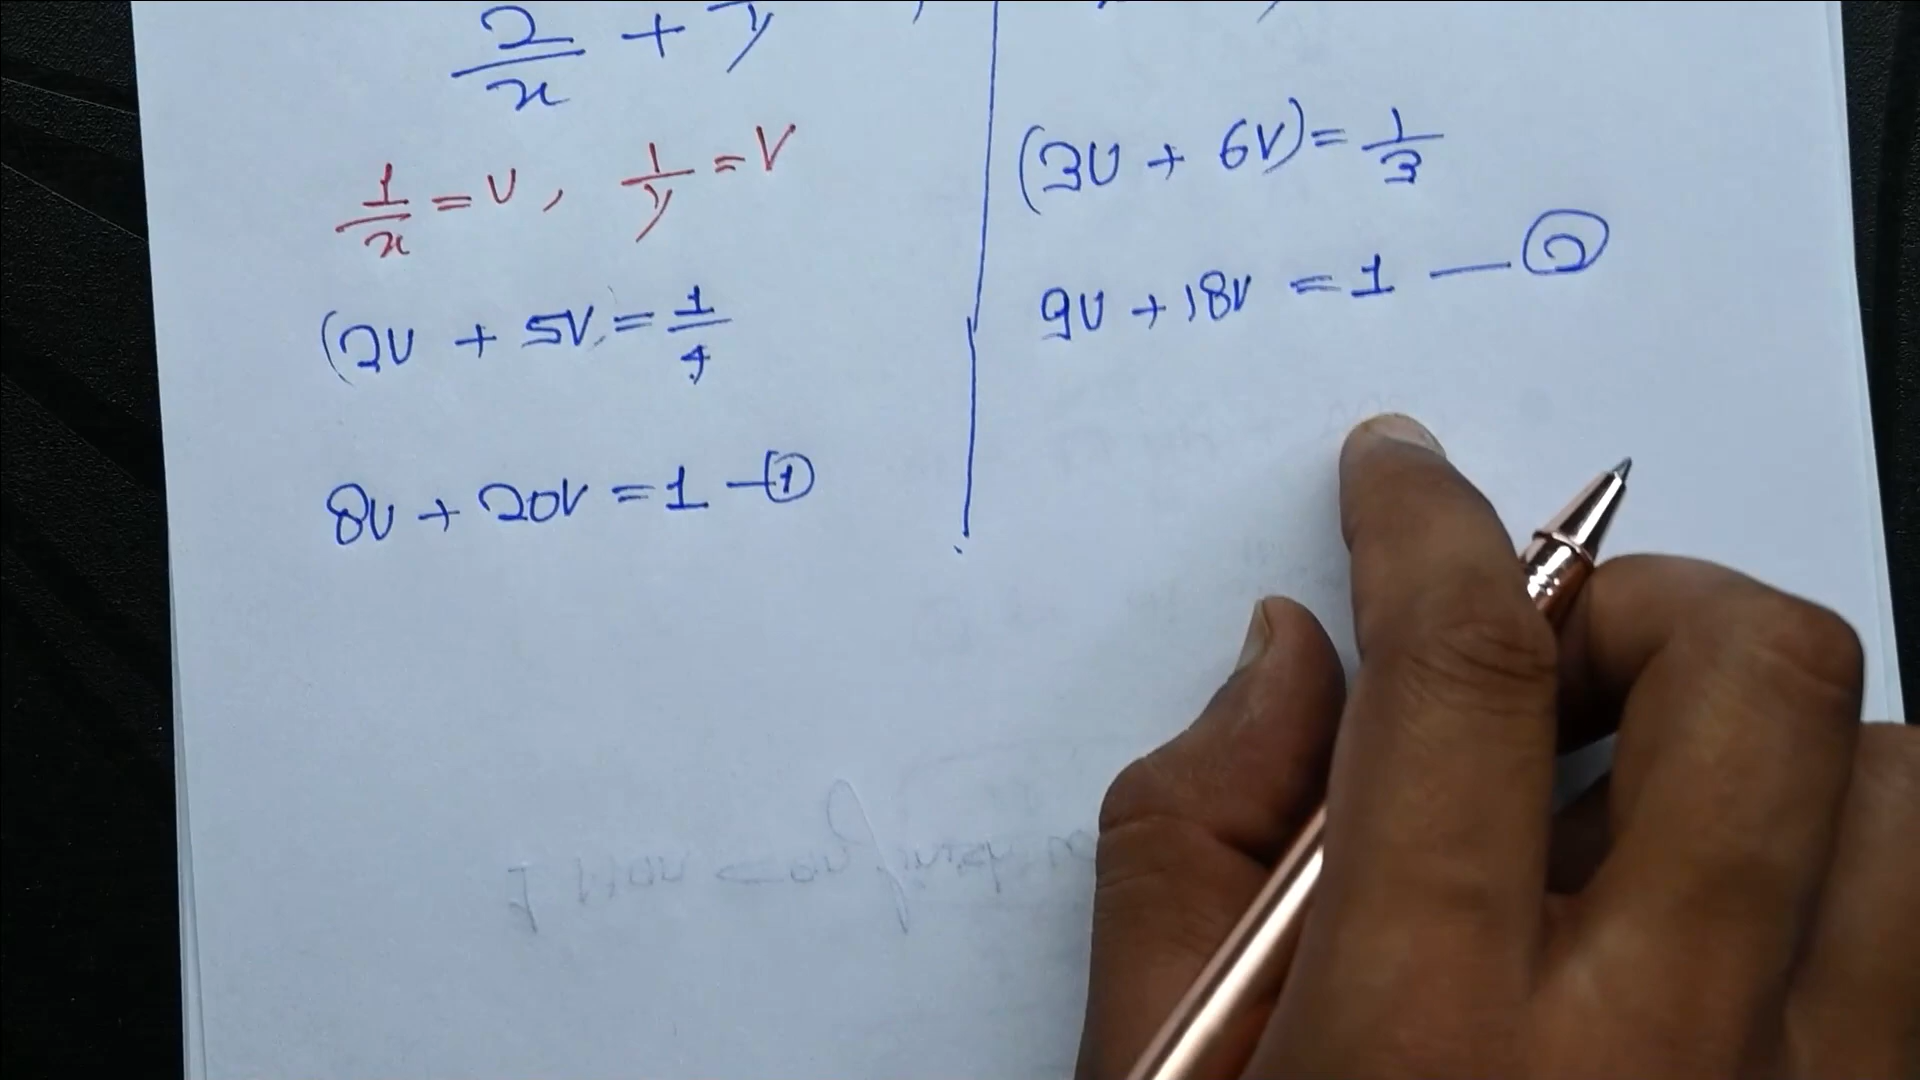 2/x + 5/y
1/x = U, 1/y = V
(2U + 5V) = 1/4
8U + 20V = 1 — ①
(3U + 6V) = 1/3
9U + 18V = 1 — ②